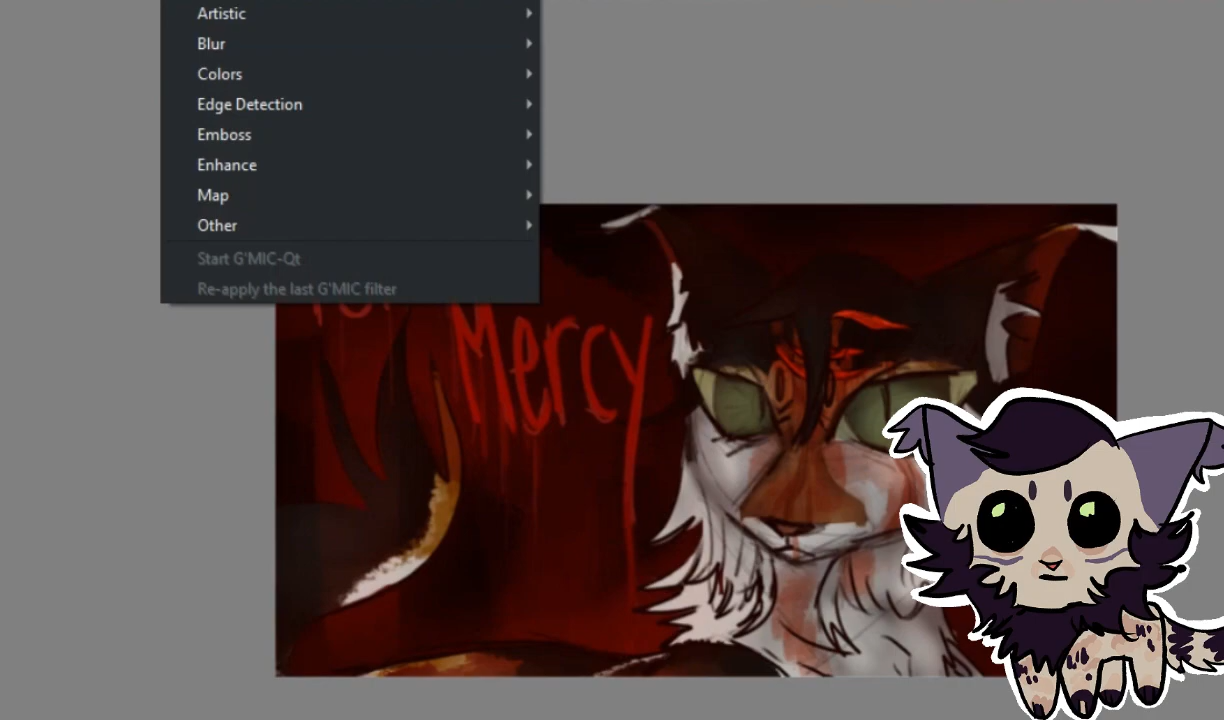 Artistic
Blur
Colors
Edge Detection
Emboss
Enhance
Map
Other
Start G'MIC-Qt
Re-apply the last G'MIC filter
Mercy